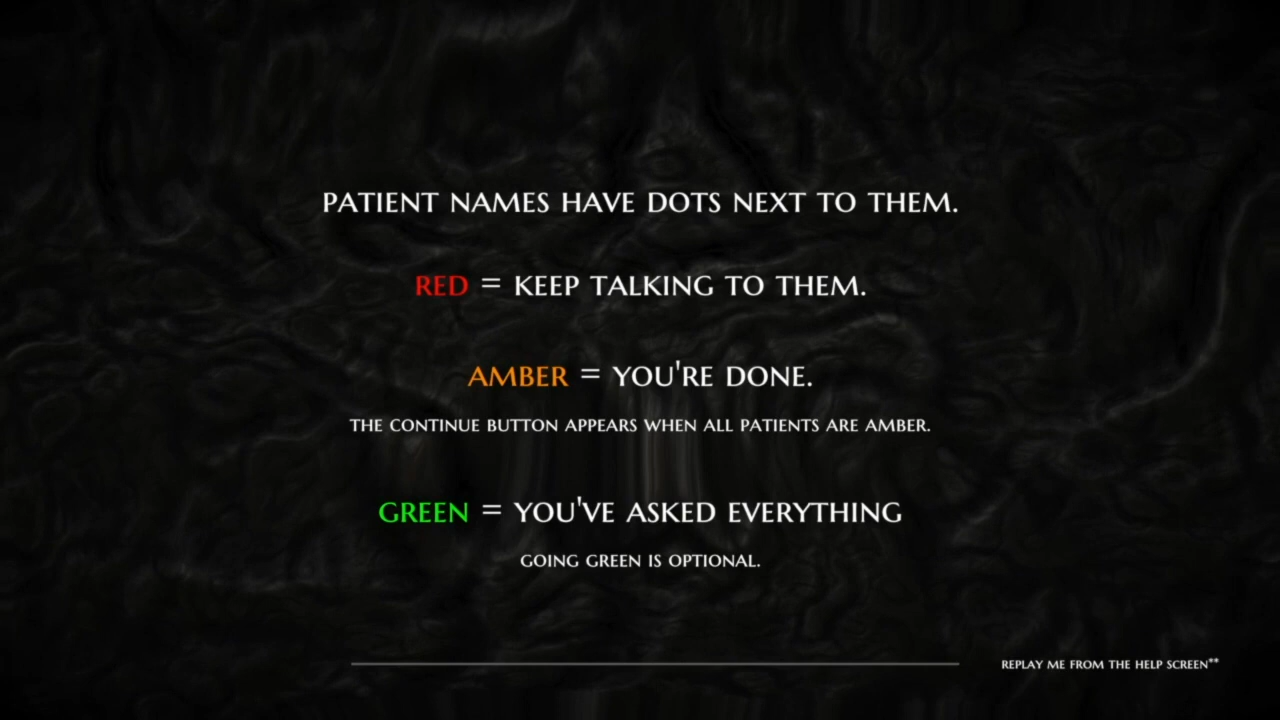 PATIENT NAMES HAVE DOTS NEXT TO THEM.
RED = KEEP TALKING TO THEM.
AMBER = YOU'RE DONE.
THE CONTINUE BUTTON APPEARS WHEN ALL PATIENTS ARE AMBER.
GREEN = YOU'VE ASKED EVERYTHING
GOING GREEN IS OPTIONAL.
REPLAY ME FROM THE HELP SCREEN**